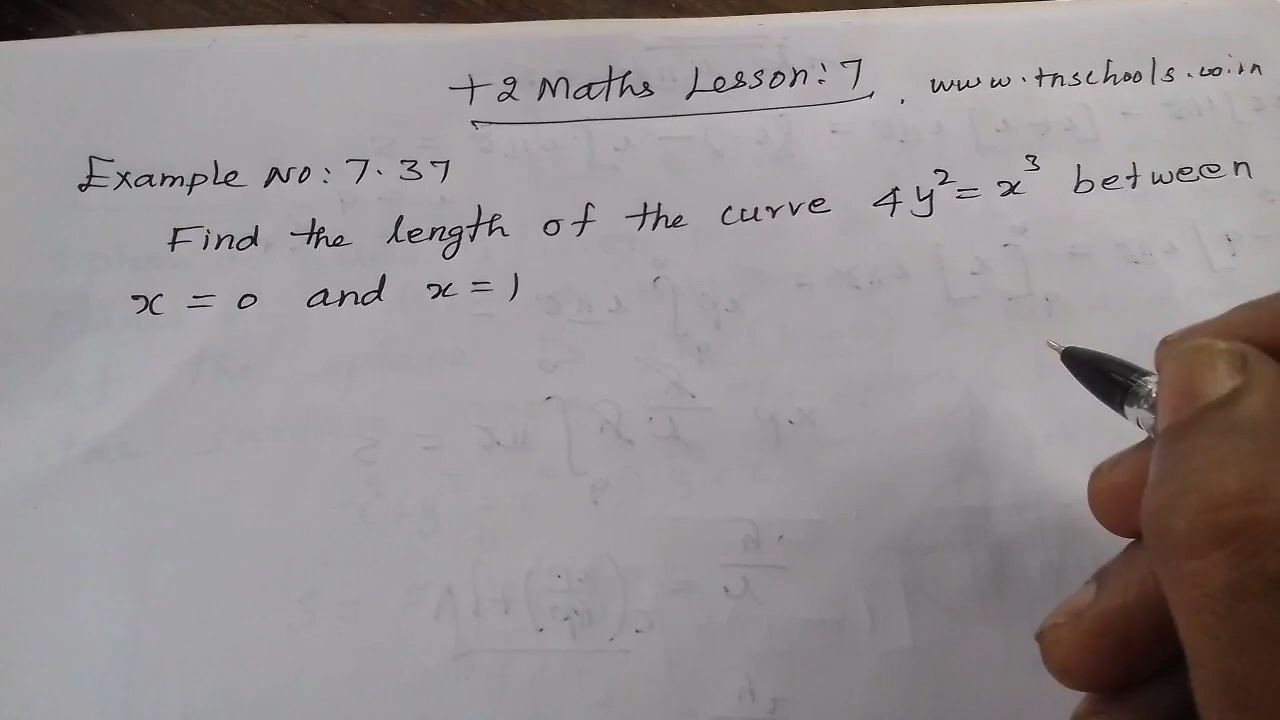 +2 Maths Lesson: 7 . www.tnschools.co.in
Example No: 7.37
Find the length of the curve 4y² = x³ between
x = 0 and x = 1